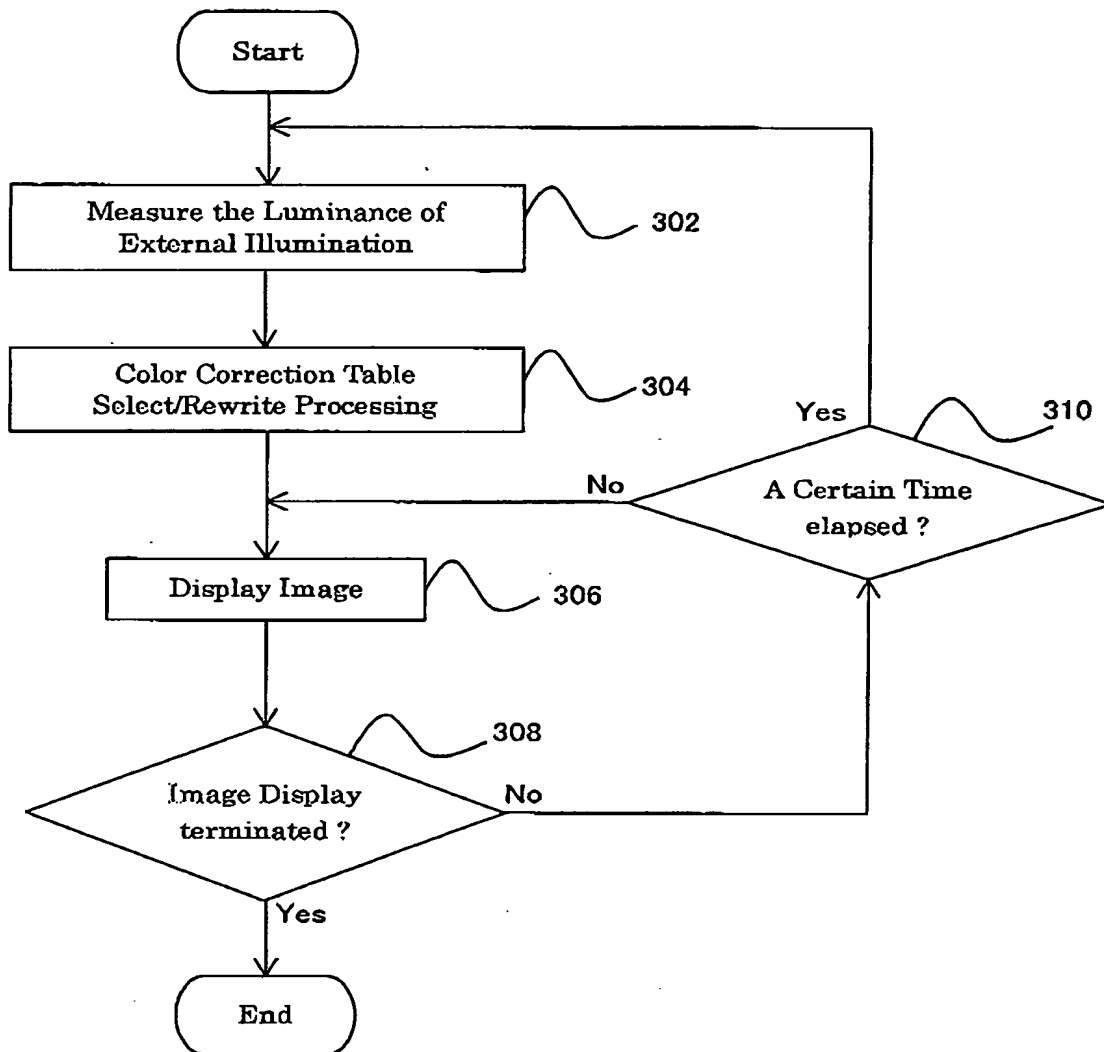 Start
Measure the Luminance of
External Illumination
302
Color Correction Table
Select/Rewrite Processing
304
Yes
310
No
A Certain Time
elapsed ?
Display Image
306
308
Image Display
terminated ?
No
Yes
End